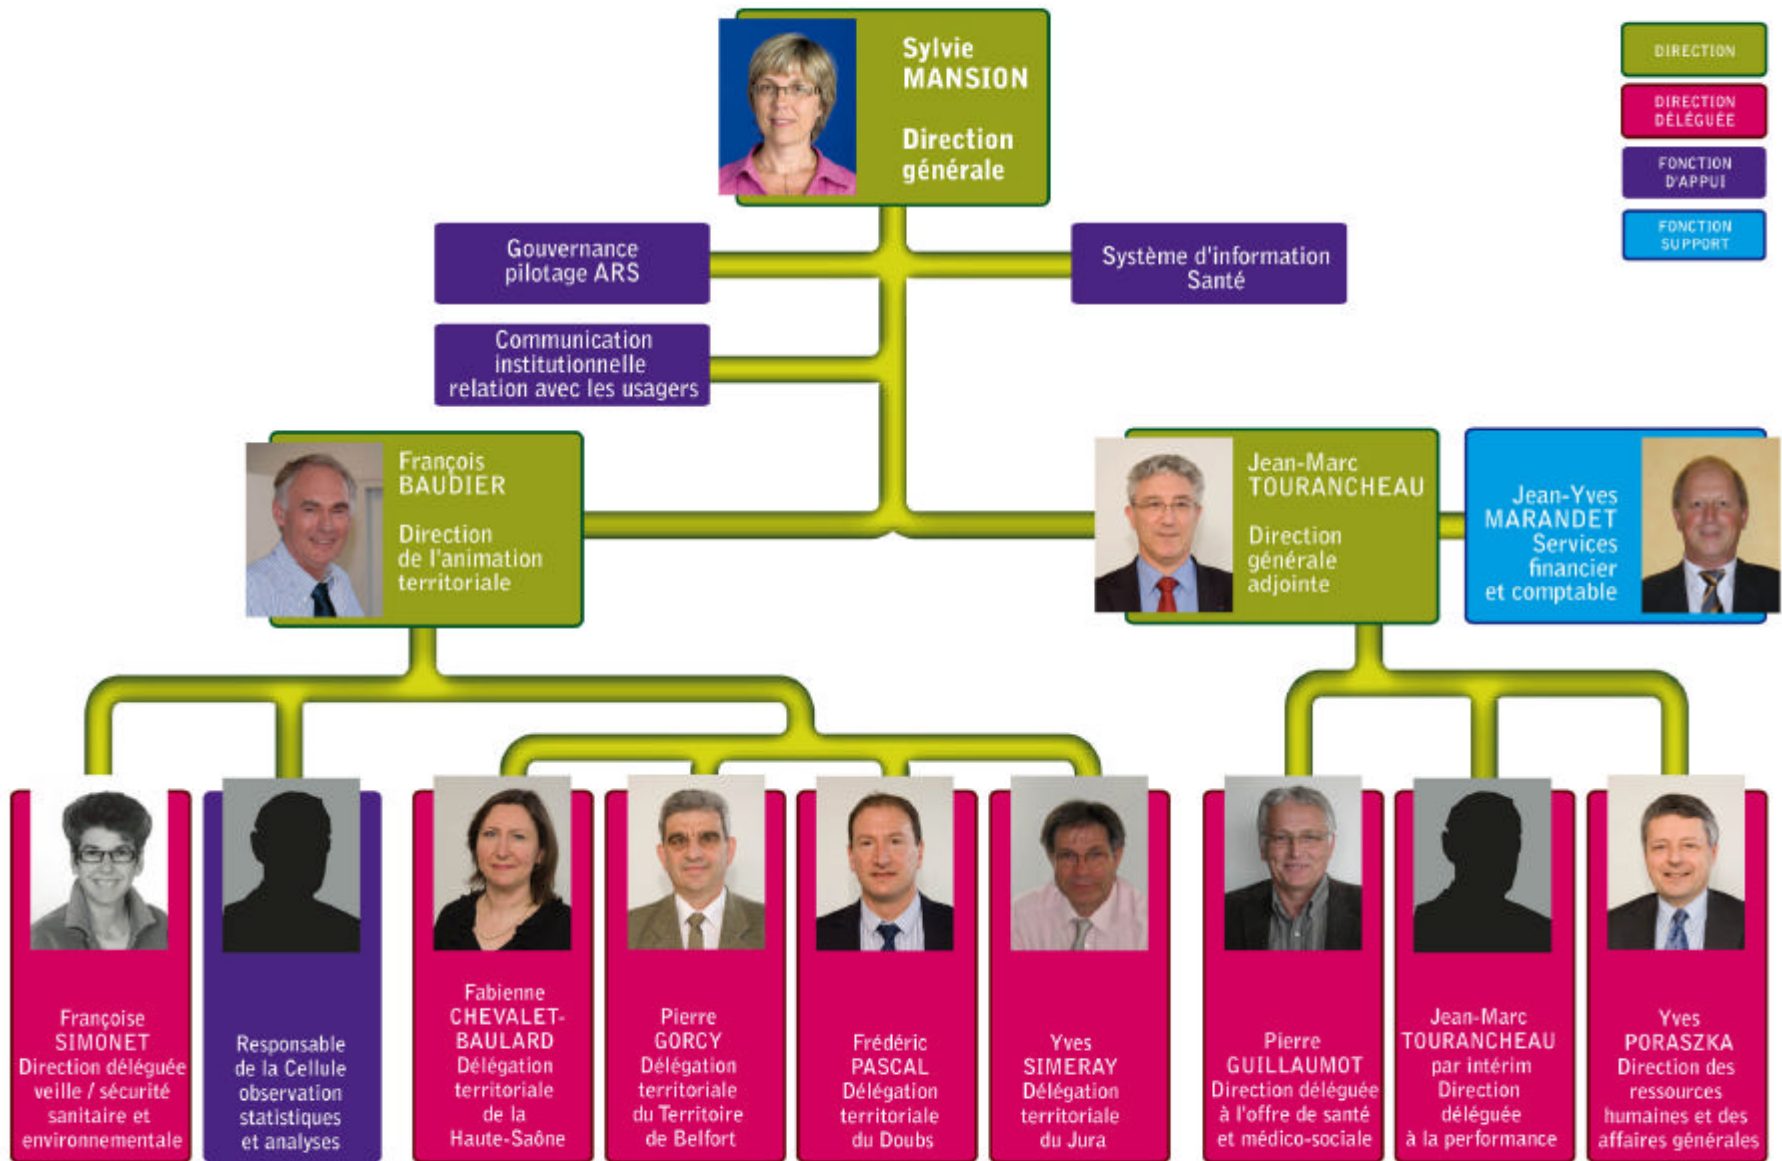 Sylvie
MANSION
Direction
générale
DIRECTION
DIRECTION
DÉLÉGUÉE
FONCTION
D'APPUI
FONCTION
SUPPORT
Gouvernance
pilotage ARS
Système d'information
Santé
Communication
institutionnelle
relation avec les usagers
François
BAUDIER
Direction
de l'animation
territoriale
Jean-Marc
TOURANCHEAU
Direction
générale
adjointe
Jean-Yves
MARANDET
Services
financier
et comptable
Françoise
SIMONET
Direction déléguée
veille / sécurité
sanitaire et
environnementale
Responsable
de la Cellule
observation
statistiques
et analyses
Fabienne
CHEVALET-
BAULARD
Délégation
territoriale
de la
Haute-Saône
Pierre
GORCY
Délégation
territoriale
du Territoire
de Belfort
Frédéric
PASCAL
Délégation
territoriale
du Doubs
Yves
SIMERAY
Délégation
territoriale
du Jura
Pierre
GUILLAUMOT
Direction déléguée
à l'offre de santé
et médico-sociale
Jean-Marc
TOURANCHEAU
par intérim
Direction
déléguée
à la performance
Yves
PORASZKA
Direction des
ressources
humaines et des
affaires générales